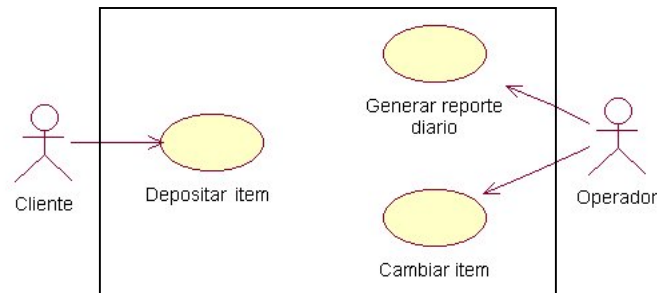 Generar reporte
diario
Depositar item
Cliente
Operador
Cambiar item